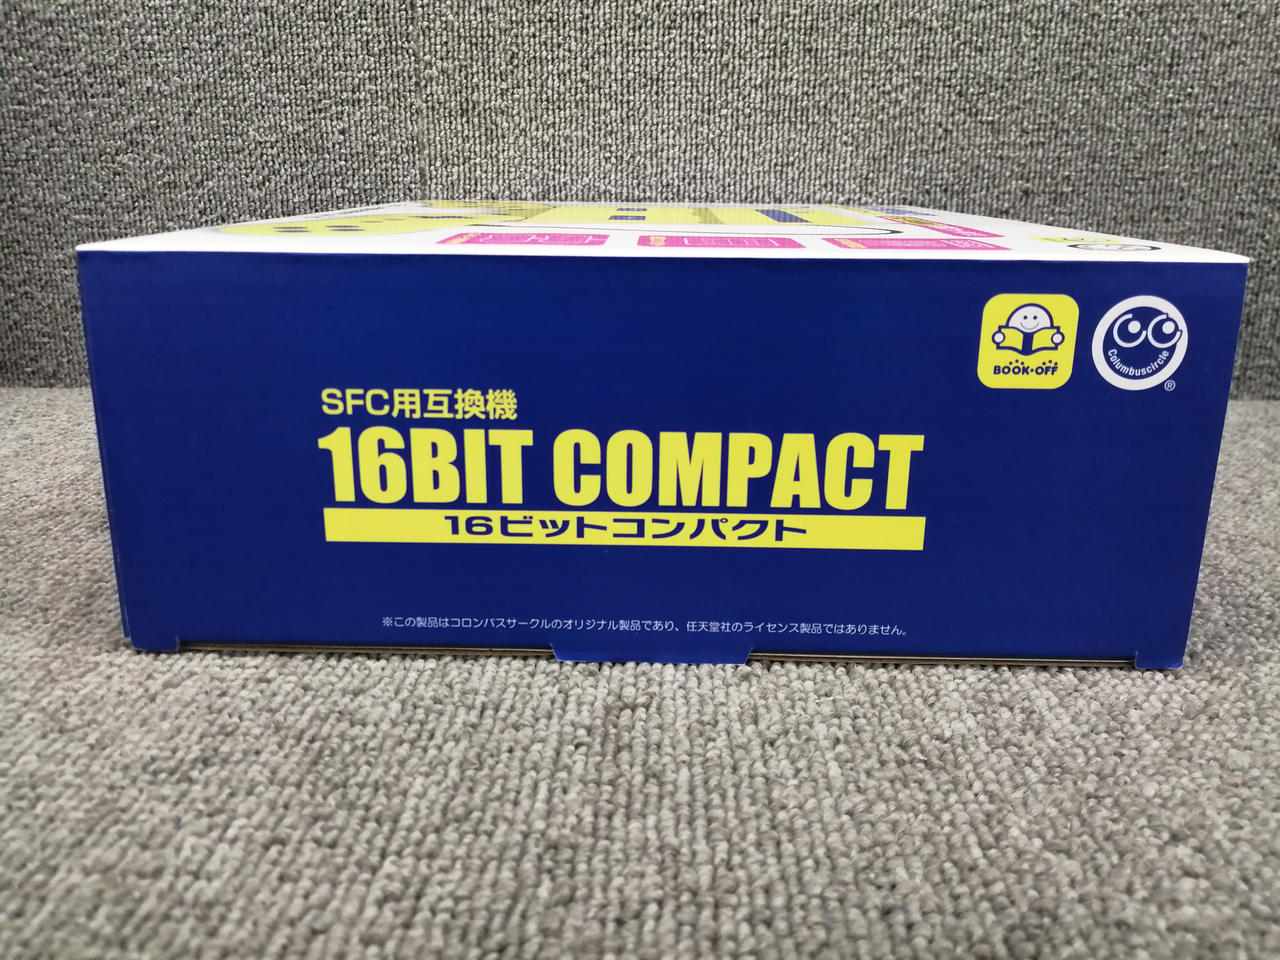 BOOK・OFF
Columbuscircle
®
SFC用互換機
16BIT COMPACT
16ビットコンパクト
※この製品はコロンバスサークルのオリジナル製品であり、任天堂社のライセンス製品ではありません。